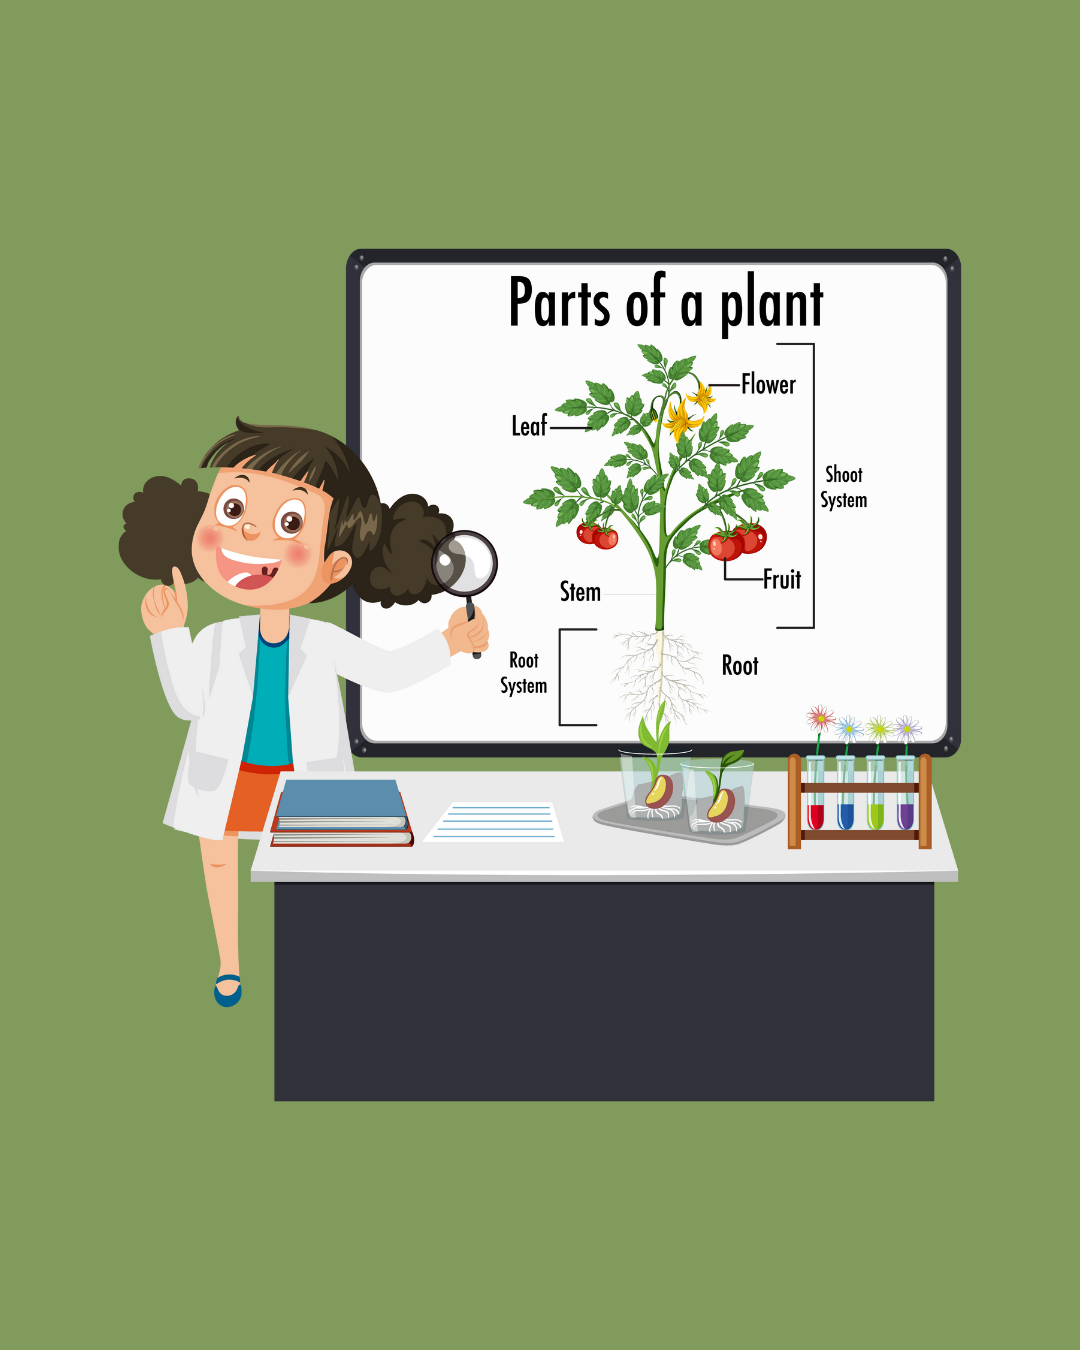 Parts of a plant
Flower
Leaf
Shoot
System
Fruit
Stem
Root
System
Root